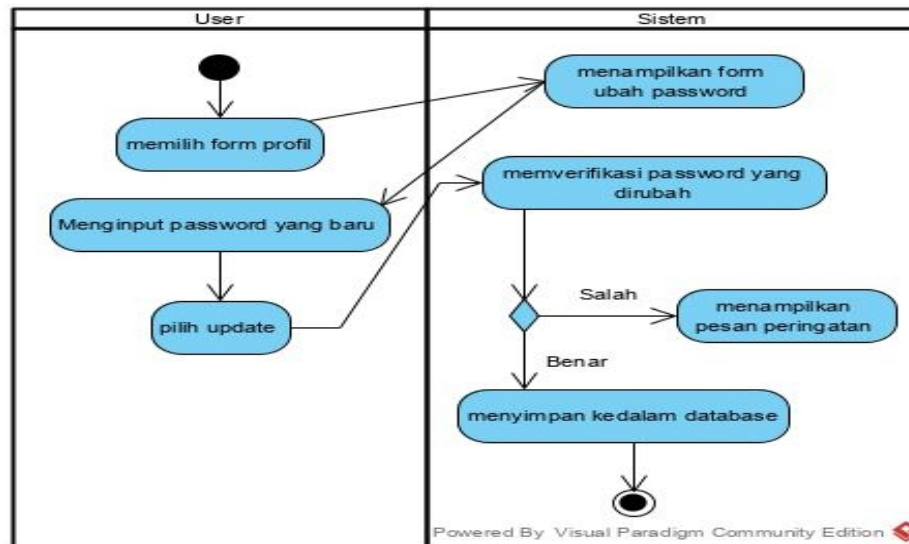 User
Sistem
menampilkan form
ubah password
memilih form profil
memverifikasi password yang
dirubah
Menginput password yang baru
pilih update
Salah
menampilkan
pesan peringatan
Benar
menyimpan kedalam database
Powered By Visual Paradigm Community Edition